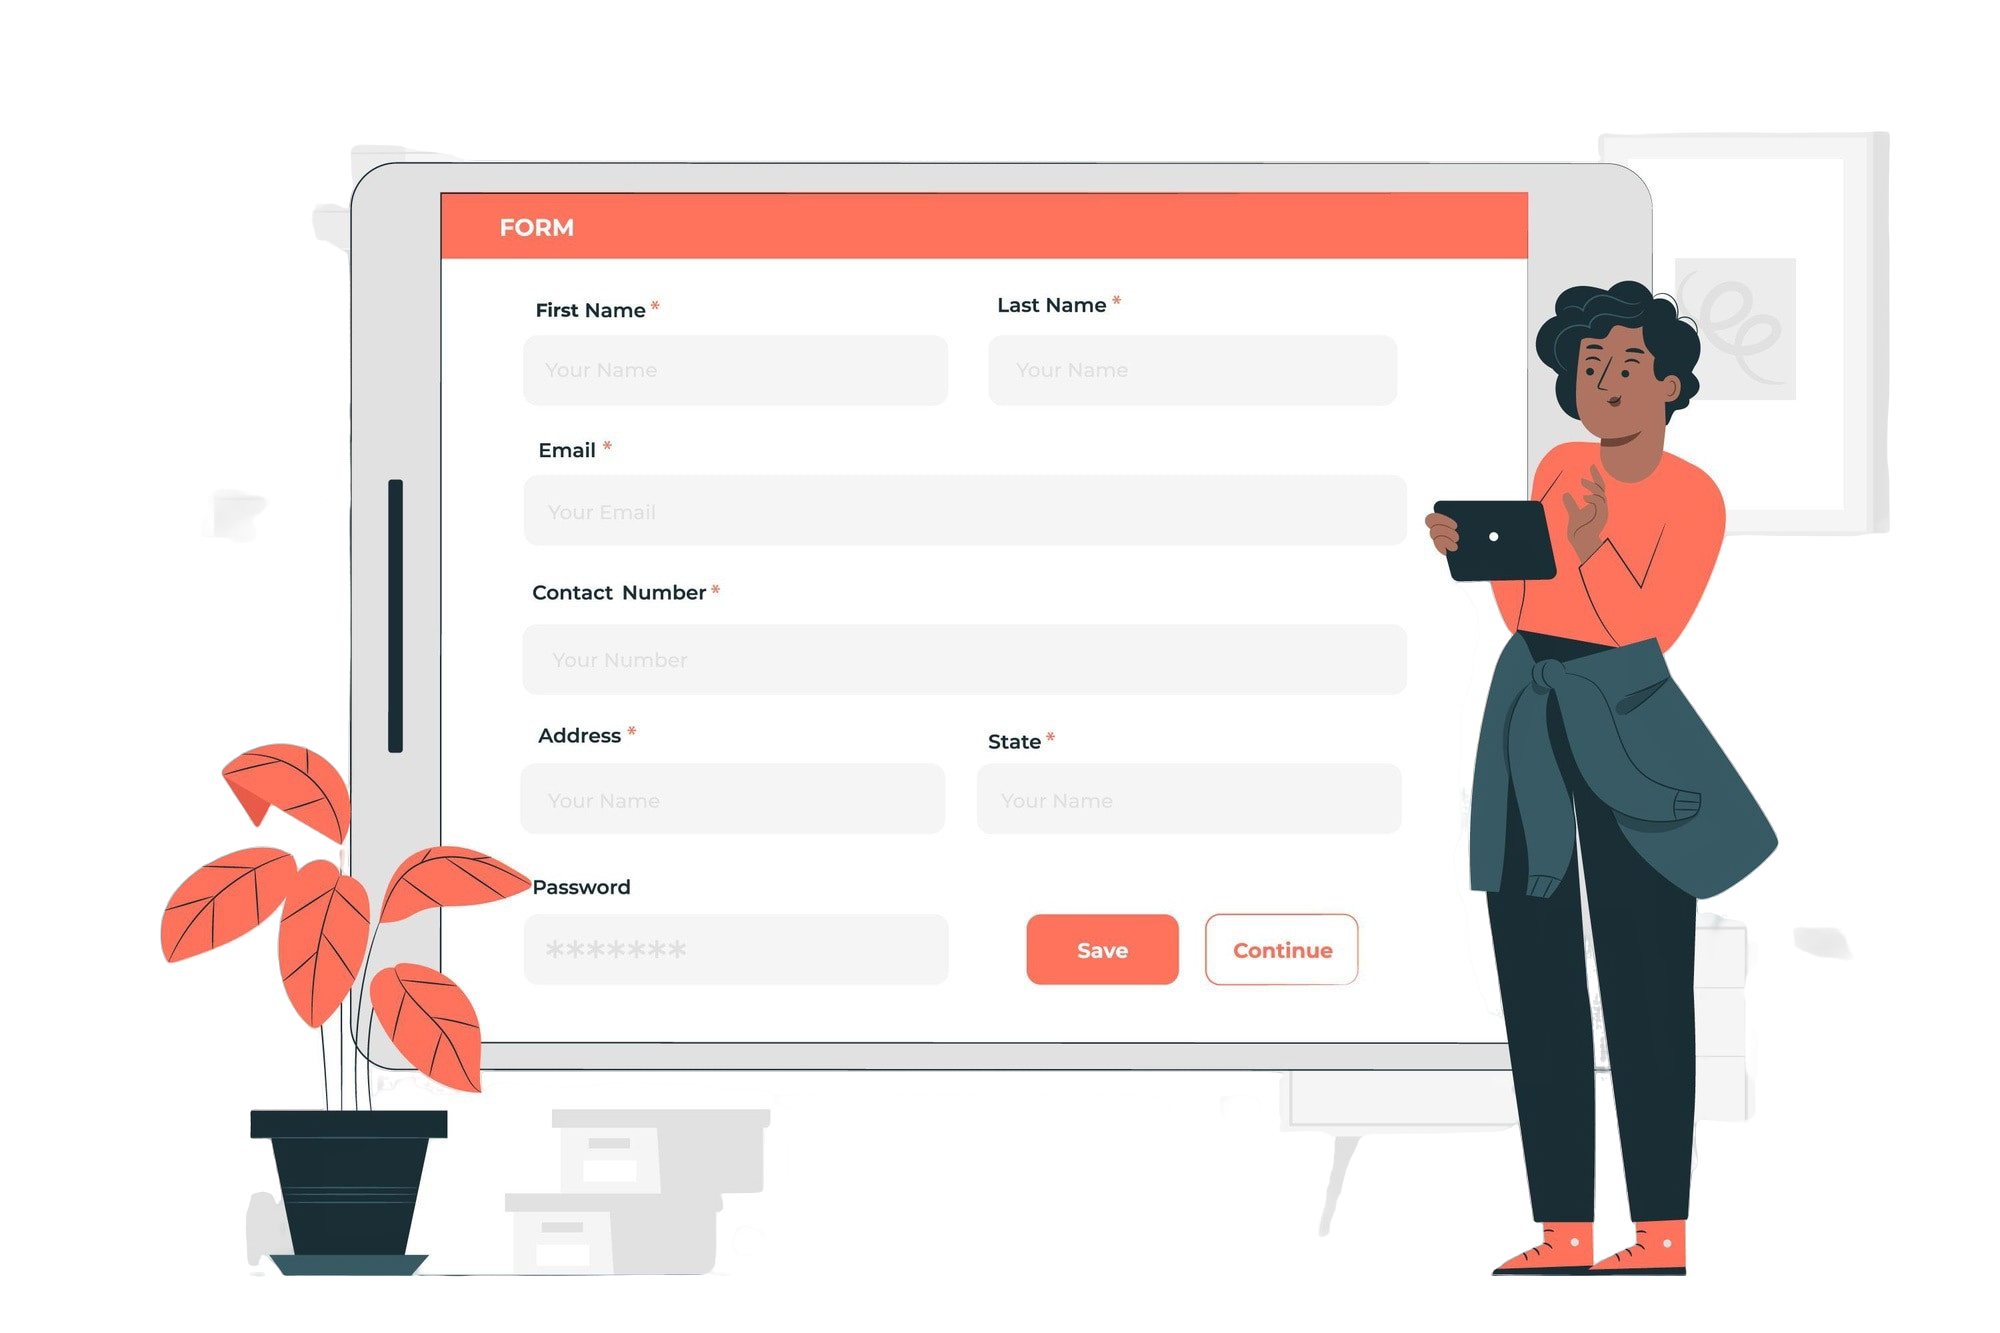 FORM
First Name *
Last Name *
Your Name
Your Name
Email *
Your Email
Contact Number *
Your Number
Address *
State *
Your Name
Your Name
Password
*******
Save
Continue